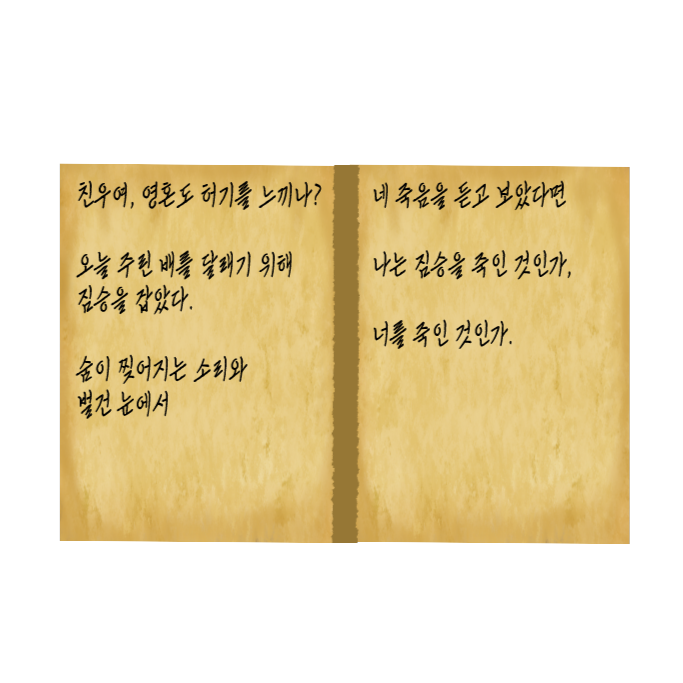 친우여, 영혼도 허기를 느끼나?
오늘 주린 배를 달래기 위해
짐승을 잡았다.
숨이 찢어지는 소리와
벌건 눈에서
네 죽음을 듣고 보았다면
나는 짐승을 죽인 것인가,
너를 죽인 것인가.